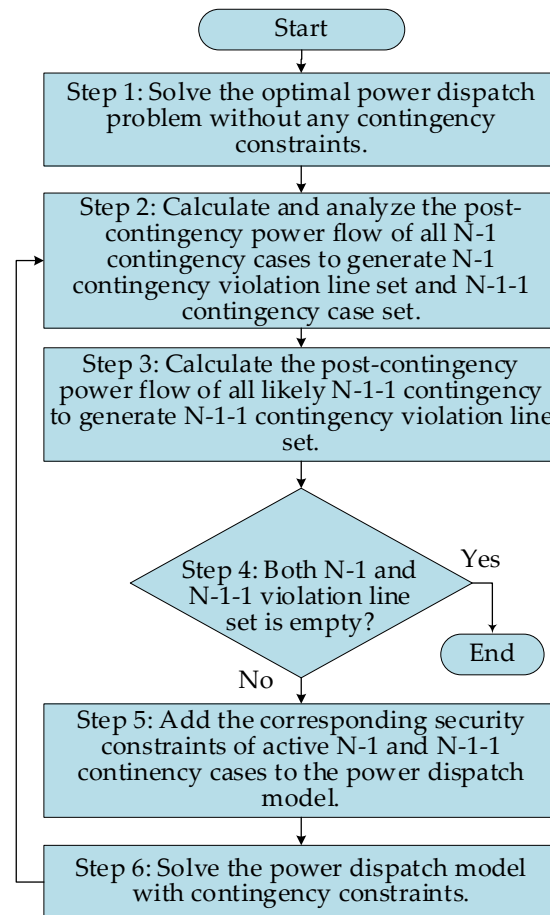 Start
Step 1: Solve the optimal power dispatch
problem without any contingency
constraints.
Step 2: Calculate and analyze the post-
contingency power flow of all N-1
contingency cases to generate N-1
contingency violation line set and N-1-1
contingency case set.
Step 3: Calculate the post-contingency
power flow of all likely N-1-1 contingency
to generate N-1-1 contingency violation line
set.
Step 4: Both N-1 and
N-1-1 violation line
set is empty?
Yes
End
No
Step 5: Add the corresponding security
constraints of active N-1 and N-1-1
continency cases to the power dispatch
model.
Step 6: Solve the power dispatch model
with contingency constraints.